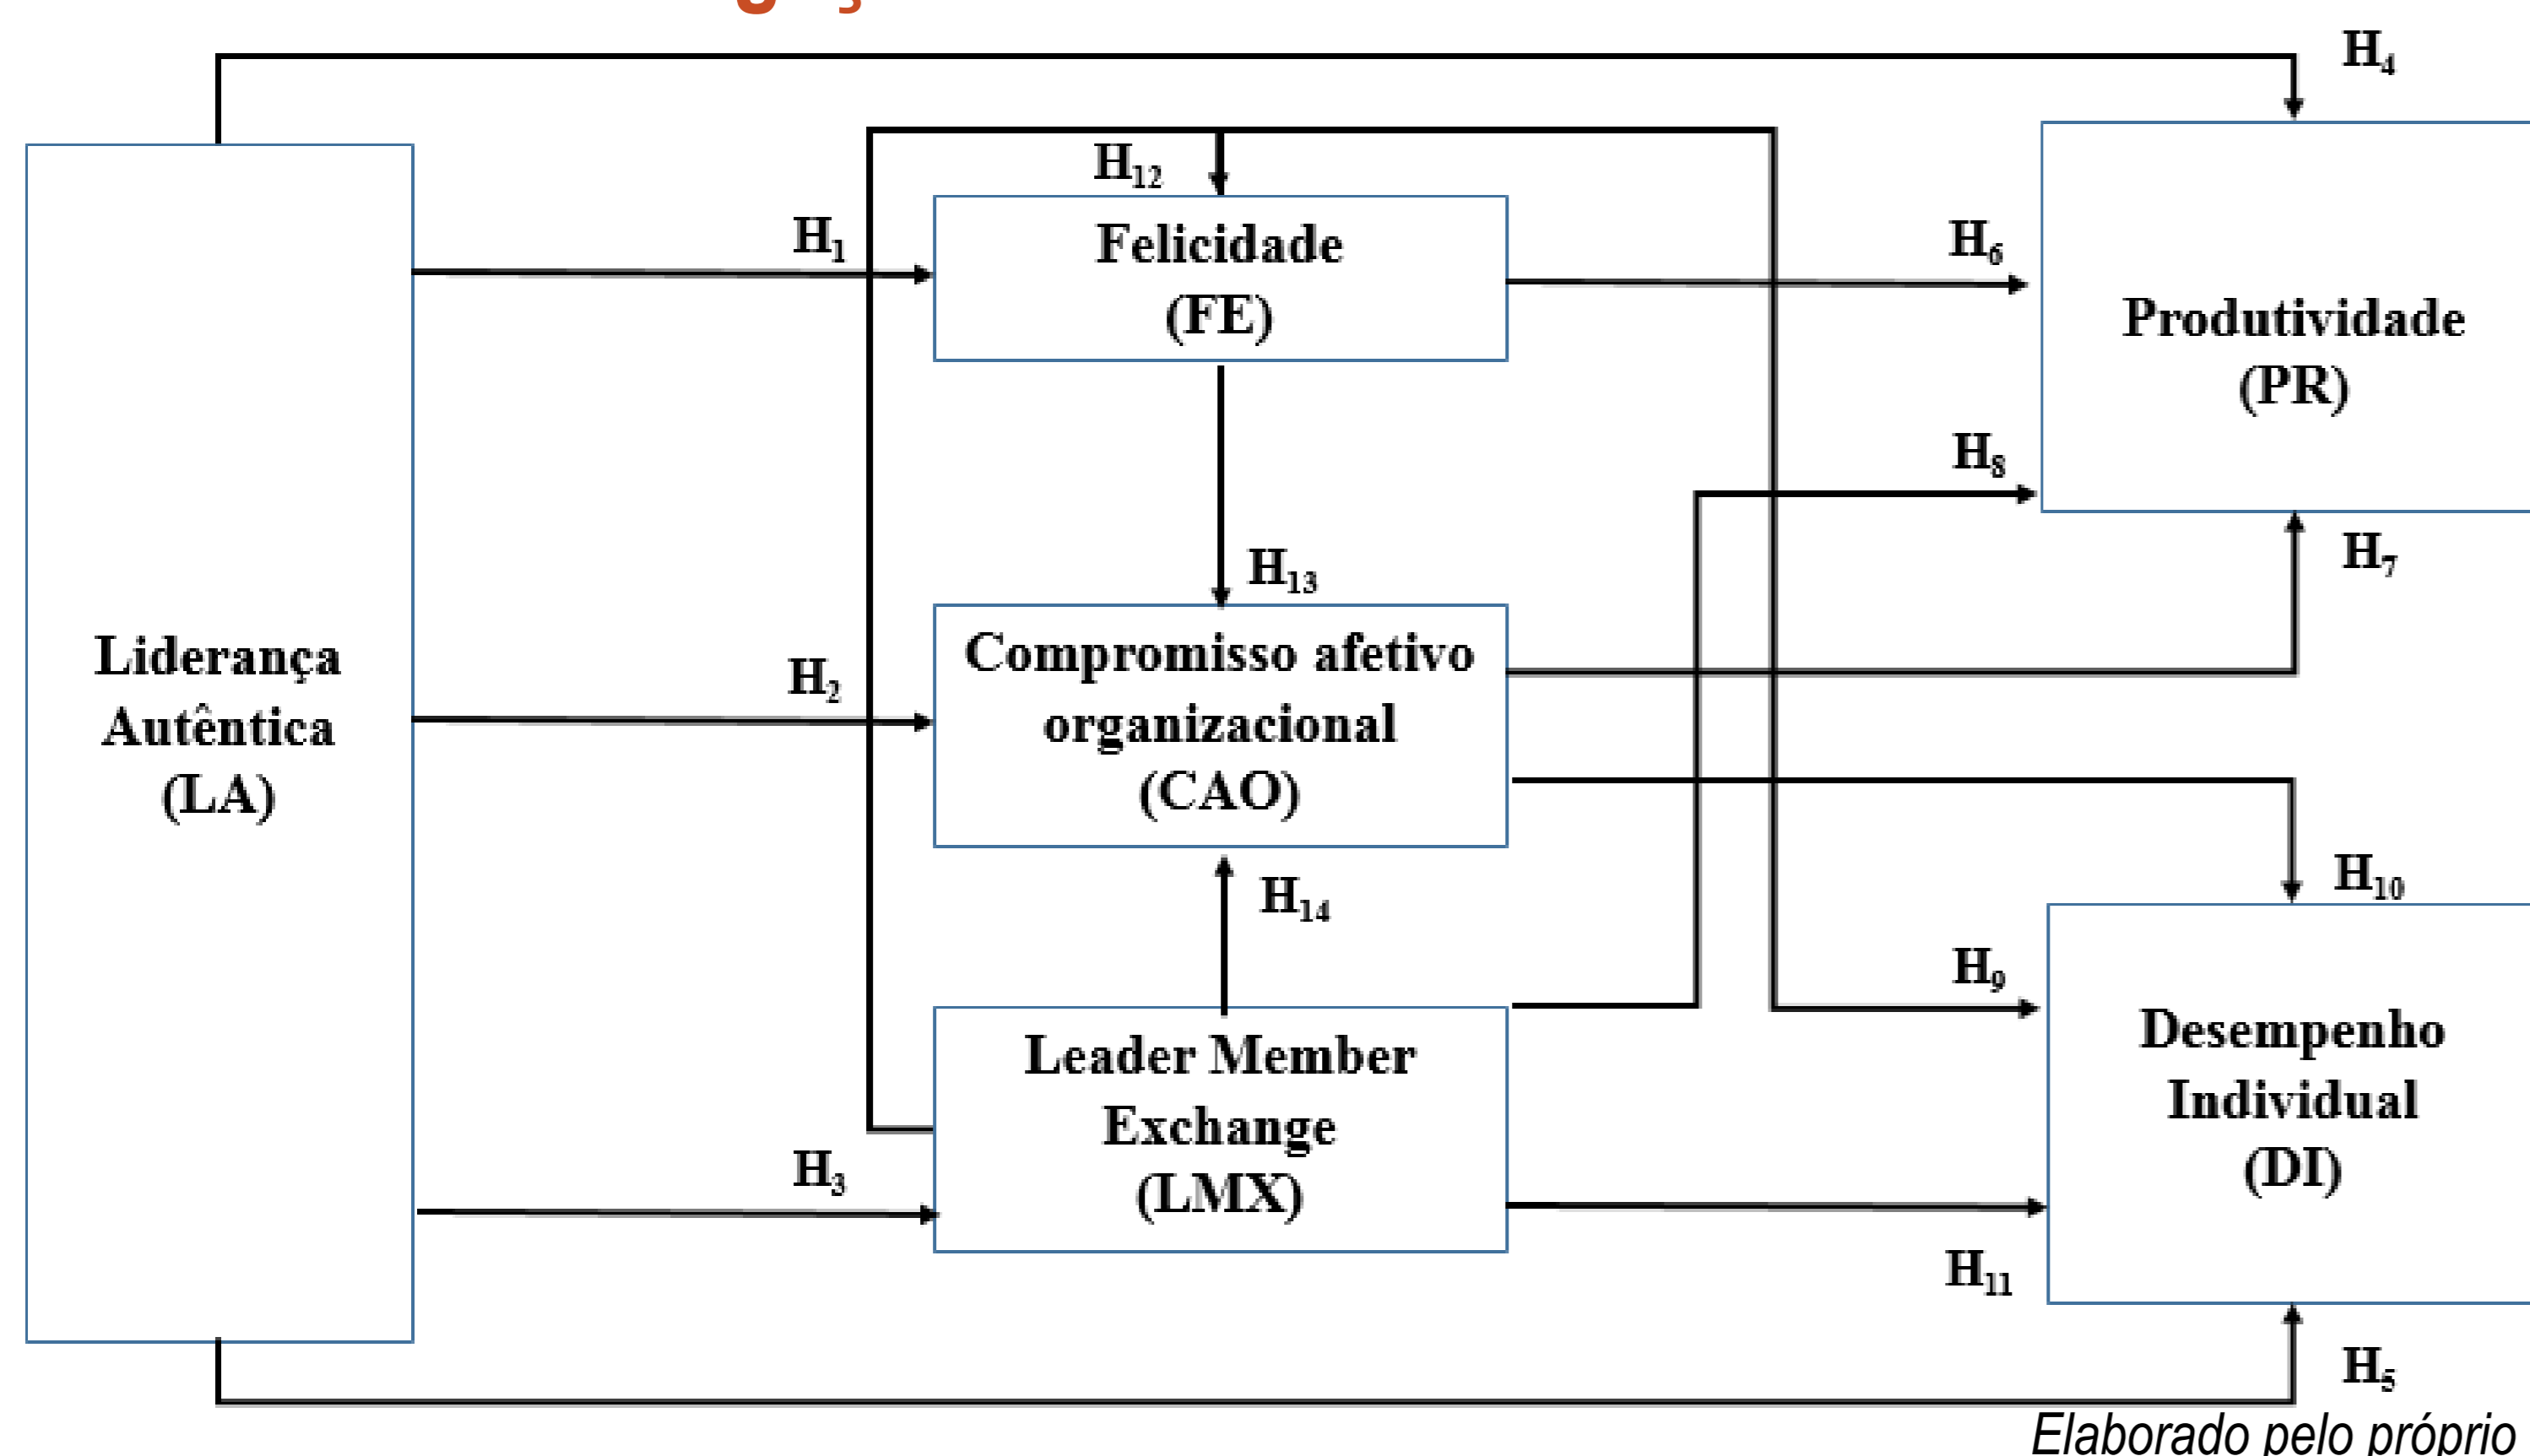 H4
H12
H1
Felicidade
(FE)
H6
Produtividade
(PR)
H8
H13
H7
Liderança
Autêntica
(LA)
H2
Compromisso afetivo
organizacional
(CAO)
H14
H10
H9
Leader Member
Exchange
(LMX)
Desempenho
Individual
(DI)
H3
H11
H5
Elaborado pelo próprio